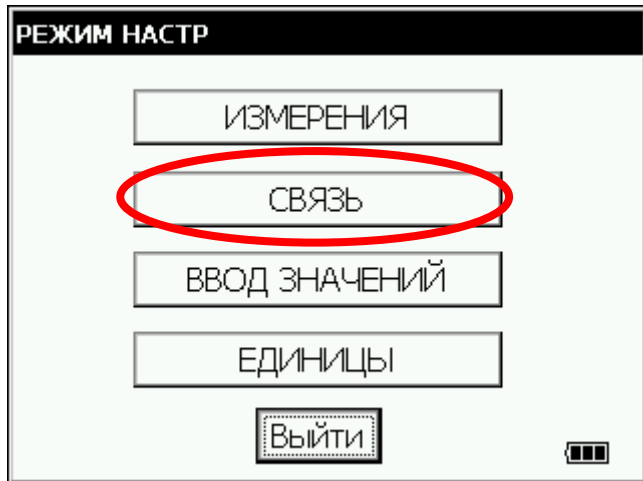 РЕЖИМ НАСТР
ИЗМЕРЕНИЯ
СВЯЗЬ
ВВОД ЗНАЧЕНИЙ
ЕДИНИЦЫ
Выйти